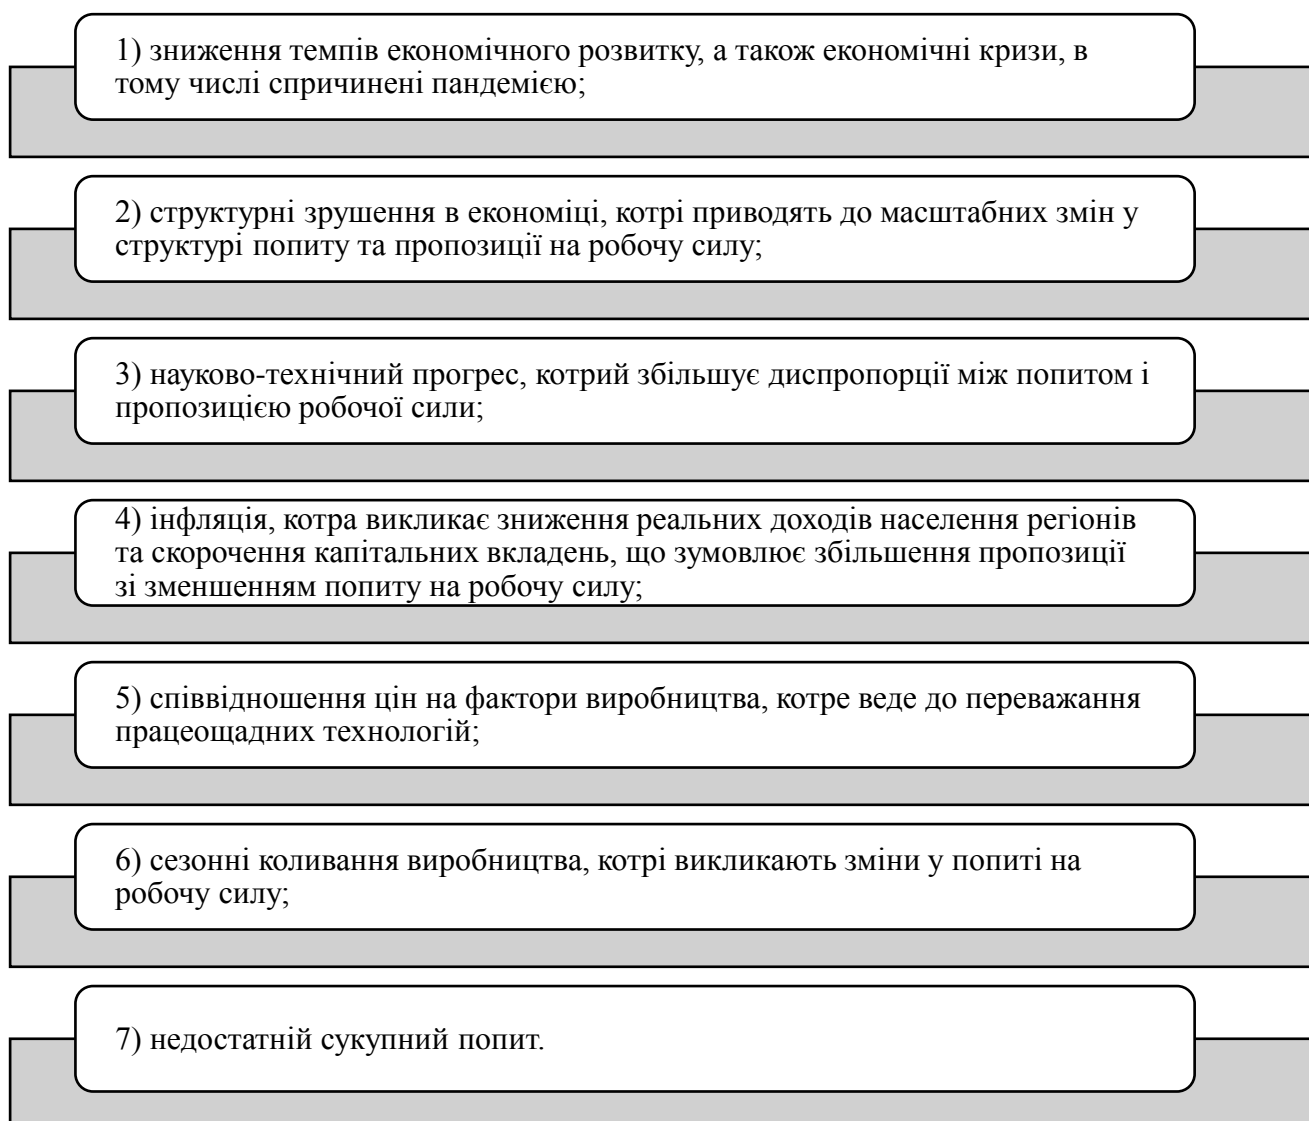 1) зниження темпів економічного розвитку, а також економічні кризи, в
тому числі спричинені пандемією;
2) структурні зрушення в економіці, котрі приводять до масштабних змін у
структурі попиту та пропозиції на робочу силу;
3) науково-технічний прогрес, котрий збільшує диспропорції між попитом і
пропозицією робочої сили;
4) інфляція, котра викликає зниження реальних доходів населення регіонів
та скорочення капітальних вкладень, що зумовлює збільшення пропозиції
зі зменшенням попиту на робочу силу;
5) співвідношення цін на фактори виробництва, котре веде до переважання
працеощадних технологій;
6) сезонні коливання виробництва, котрі викликають зміни у попиті на
робочу силу;
7) недостатній сукупний попит.